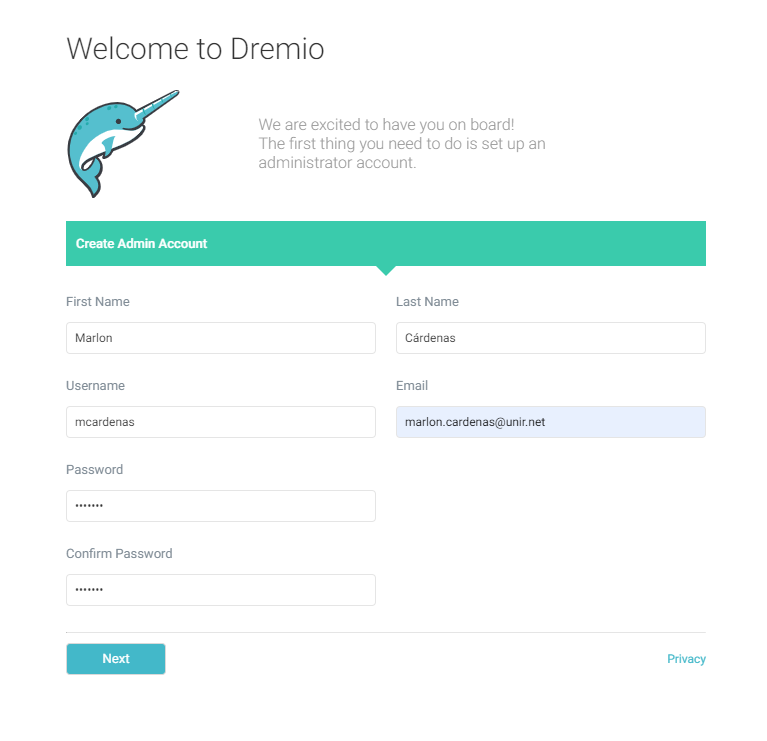 Welcome to Dremio
We are excited to have you on board!
The first thing you need to do is set up an
administrator account.
Create Admin Account
First Name
Last Name
Marlon
Cárdenas
Username
Email
mcardenas
marlon.cardenas@unir.net
Password
•••••••
Confirm Password
•••••••
Next
Privacy